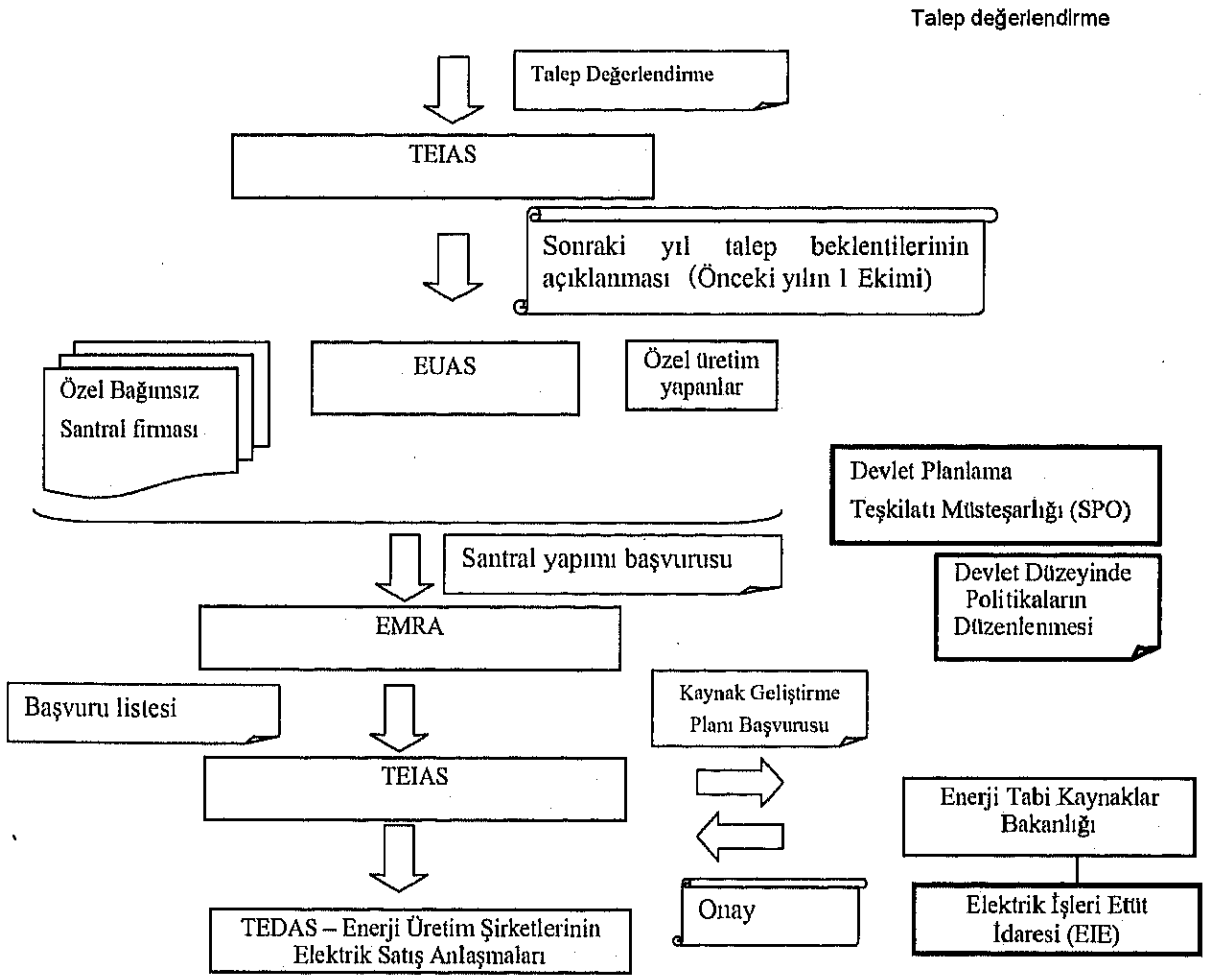 Talep değerlendirme
Talep Değerlendirme
TEIAS
Sonraki yıl talep beklentilerinin
açıklanması (Önceki yılın 1 Ekimi)
Özel Bağımsız
Santral firması
EUAS
Özel üretim
yapanlar
Devlet Planlama
Teşkilatı Müsteşarlığı (SPO)
Santral yapımı başvurusu
Devlet Düzeyinde
Politikaların
Düzenlenmesi
EMRA
Başvuru listesi
Kaynak Geliştirme
Planı Başvurusu
TEIAS
Enerji Tabi Kaynaklar
Bakanlığı
Onay
Elektrik İşleri Etüt
İdaresi (EIE)
TEDAS – Enerji Üretim Şirketlerinin
Elektrik Satış Anlaşmaları